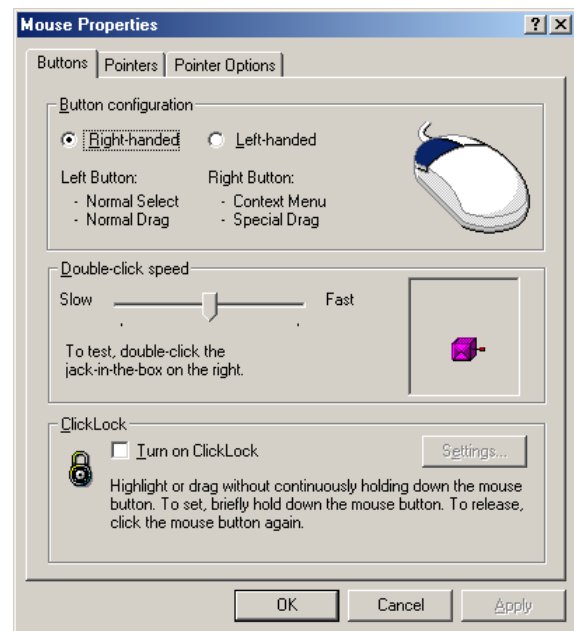 Mouse Properties
Buttons Pointers Pointer Options
Button configuration
Right-handed Left-handed
Left Button: Right Button:
- Normal Select - Context Menu
- Normal Drag - Special Drag
Double-click speed
Slow Fast
To test, double-click the
jack-in-the-box on the right.
ClickLock
Turn on ClickLock Settings...
Highlight or drag without continuously holding down the mouse
button. To set, briefly hold down the mouse button. To release,
click the mouse button again.
OK Cancel Apply